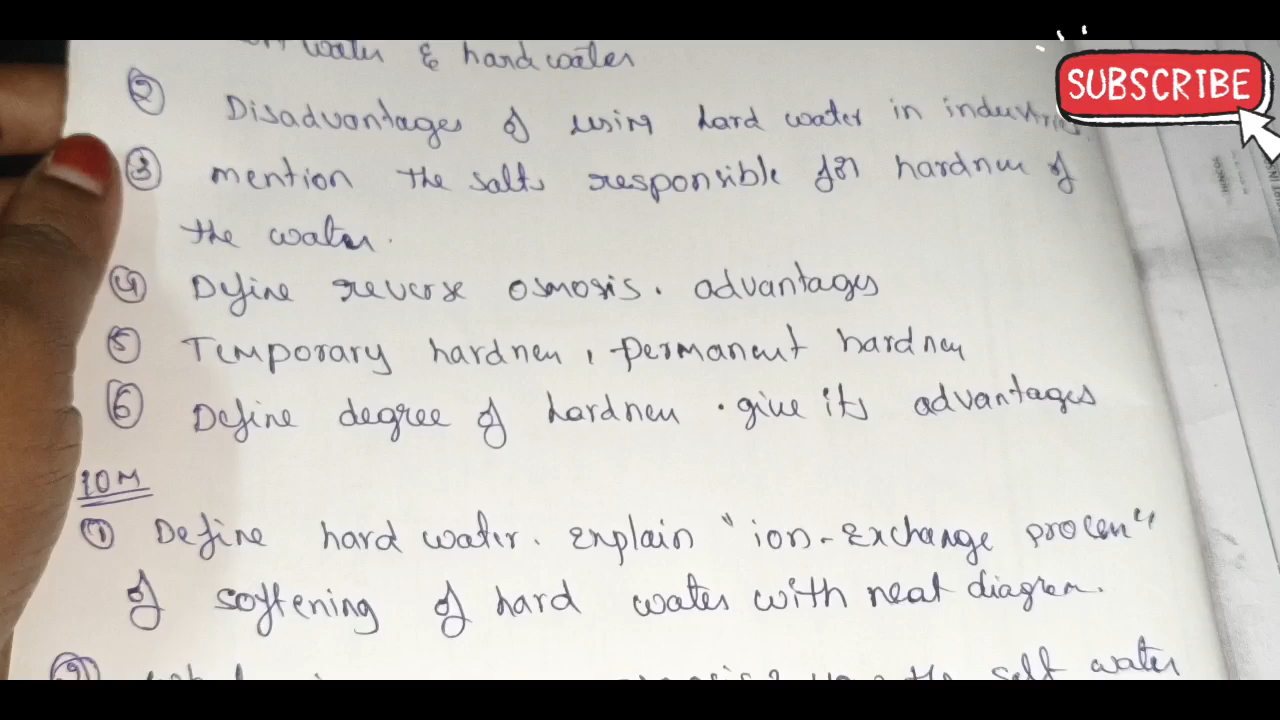 water & hard water
SUBSCRIBE
② Disadvantages of using hard water in industries.
③ mention the salts responsible for hardness of
the water.
④ Define reverse osmosis. advantages
⑤ Temporary hardness, permanent hardness
⑥ Define degree of hardness. give its advantages
10M
① Define hard water. Explain "ion-Exchange process"
of softening of hard water with neat diagram.
the salt water